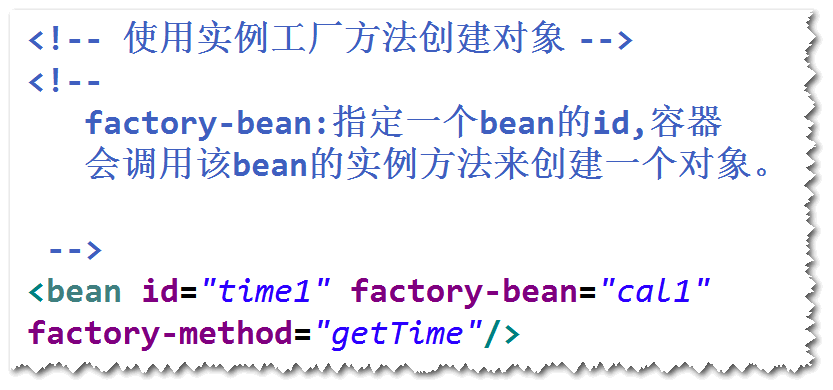 <!-- 使用实例工厂方法创建对象 -->
<!--
factory-bean:指定一个bean的id,容器
会调用该bean的实例方法来创建一个对象。
-->
<bean id="time1" factory-bean="cal1"
factory-method="getTime"/>